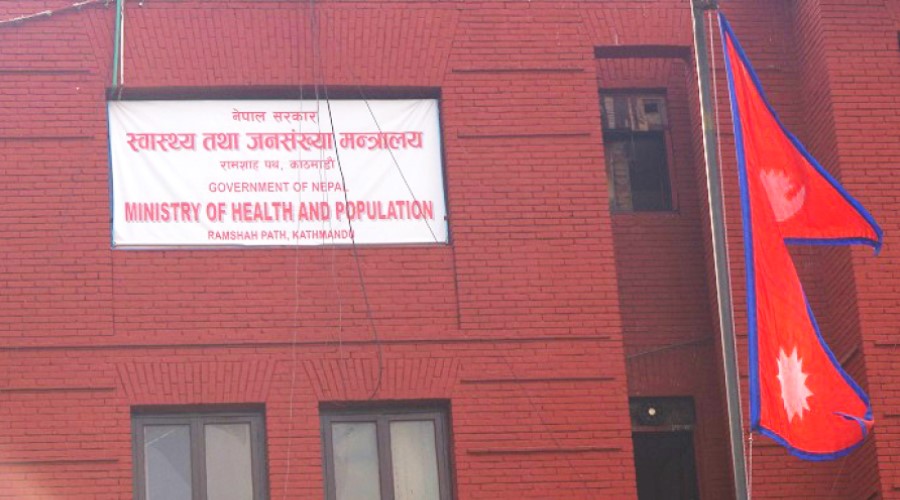 नेपाल सरकार
स्वास्थ्य तथा जनसंख्या मन्त्रालय
रामशाह पथ, काठमाडौं
GOVERNMENT OF NEPAL
MINISTRY OF HEALTH AND POPULATION
RAMSHAH PATH, KATHMANDU